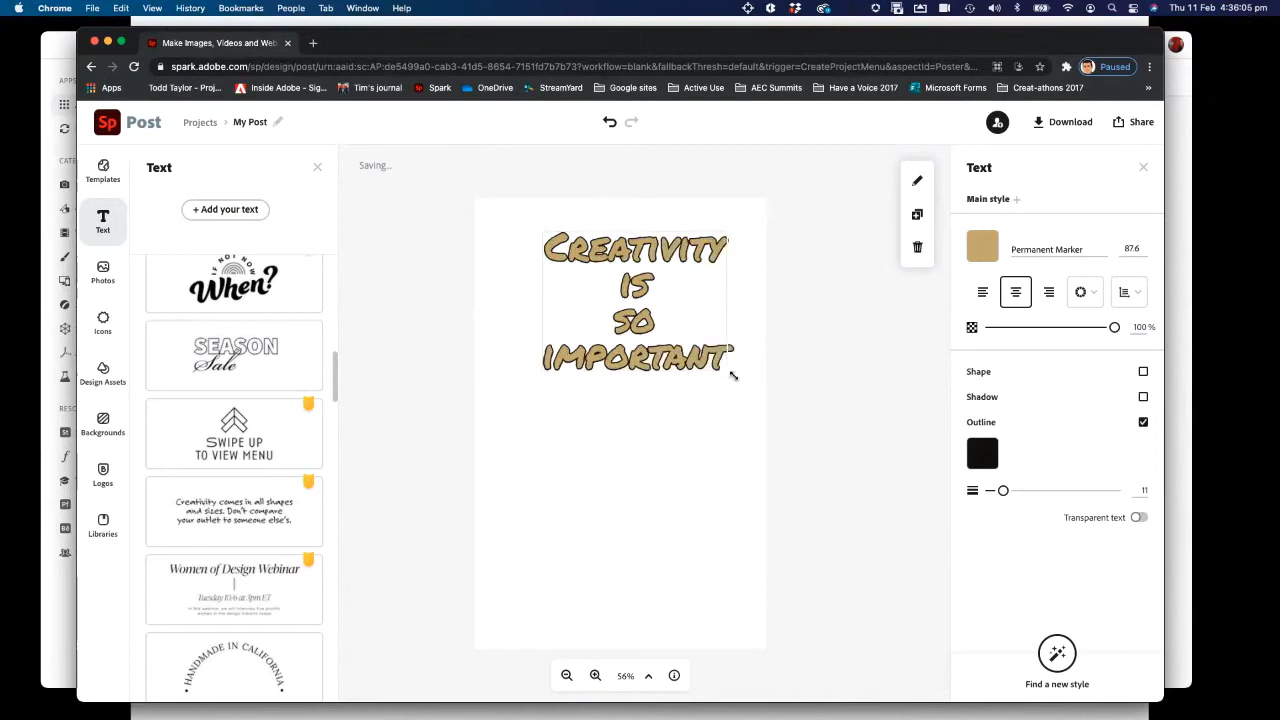 Chrome File Edit View History Bookmarks People Tab Window Help Thu 11 Feb 4:36:05 pm
Make Images, Videos and Web
spark.adobe.com/sp/design/post/urn:aaid:sc:AP:de5499a0-cab3-41d5-8654-7151fd7b7b73?workflow=blank&fallbackThresh=default&trigger=CreateProjectMenu&aspectId=Poster&... Paused
Apps Todd Taylor - Proj... Inside Adobe - Sig... Tim's journal Spark OneDrive StreamYard Google sites Active Use AEC Summits Have a Voice 2017 Microsoft Forms Creat-athons 2017 »
Sp Post Projects > My Post Download Share
APPS
CATE
RESC
Templates
Text
Photos
Icons
Design Assets
Backgrounds
Logos
Libraries
Text
+ Add your text
IF NOT NOW
When?
SEASON
Sale
SWIPE UP
TO VIEW MENU
Creativity comes in all shapes
and sizes. Don't compare
your outlet to someone else's.
Women of Design Webinar
Tuesday 10/6 at 3pm ET
HANDMADE IN CALIFORNIA
Saving...
CREATIVITY
IS
SO
IMPORTANT
56%
Text
Main style +
Permanent Marker 87.6
100 %
Shape
Shadow
Outline
11
Transparent text
Find a new style